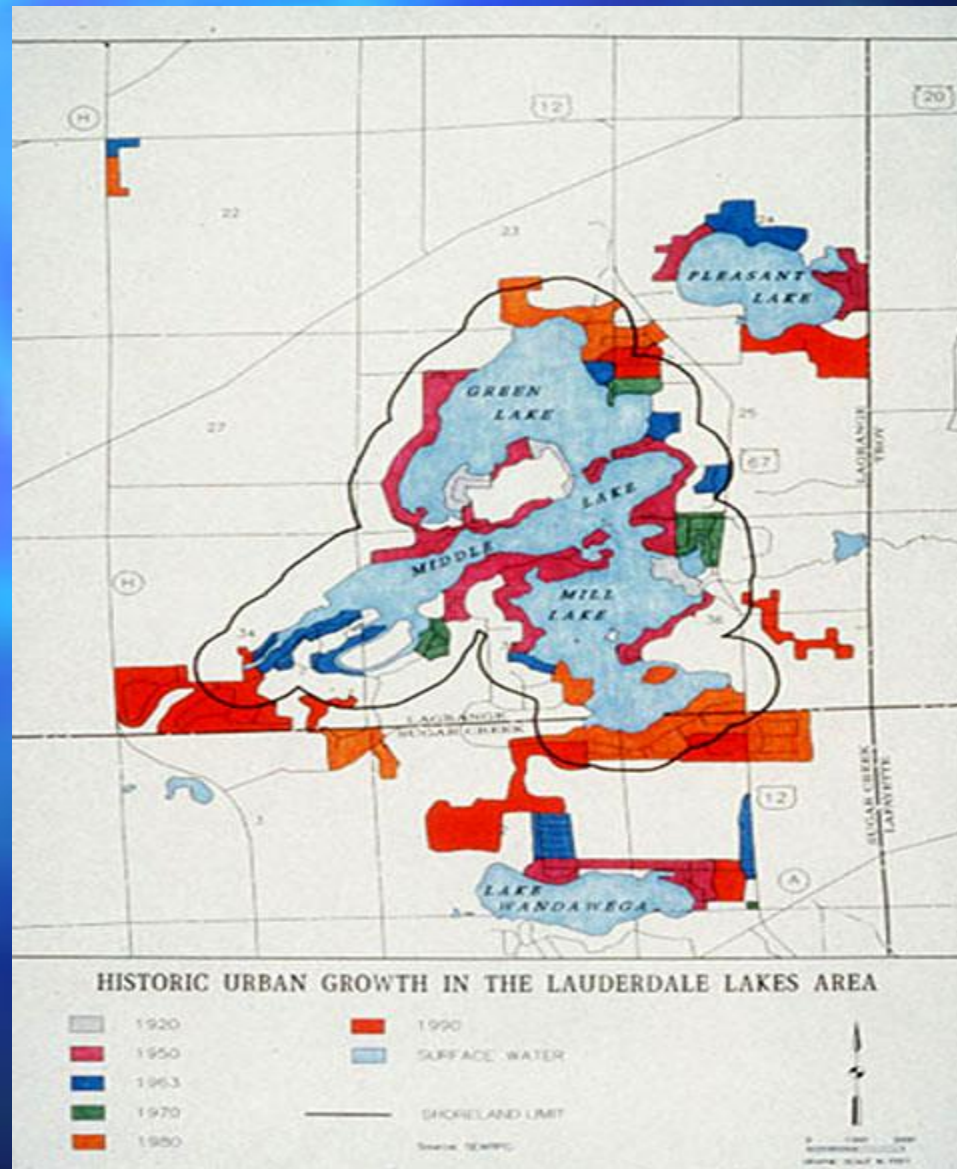 H
12
20
22
23
24
PLEASANT
LAKE
GREEN
LAKE
27
25
LAGRANGE
TROY
67
MIDDLE LAKE
H
MILL
LAKE
36
34
LAGRANGE
SUGAR CREEK
12
SUGAR CREEK
LAFAYETTE
3
A
LAKE
WANDAWEGA
HISTORIC URBAN GROWTH IN THE LAUDERDALE LAKES AREA
1920
1950
1963
1970
1980
1990
SURFACE WATER
SHORELAND LIMIT
Source: SEWRPC